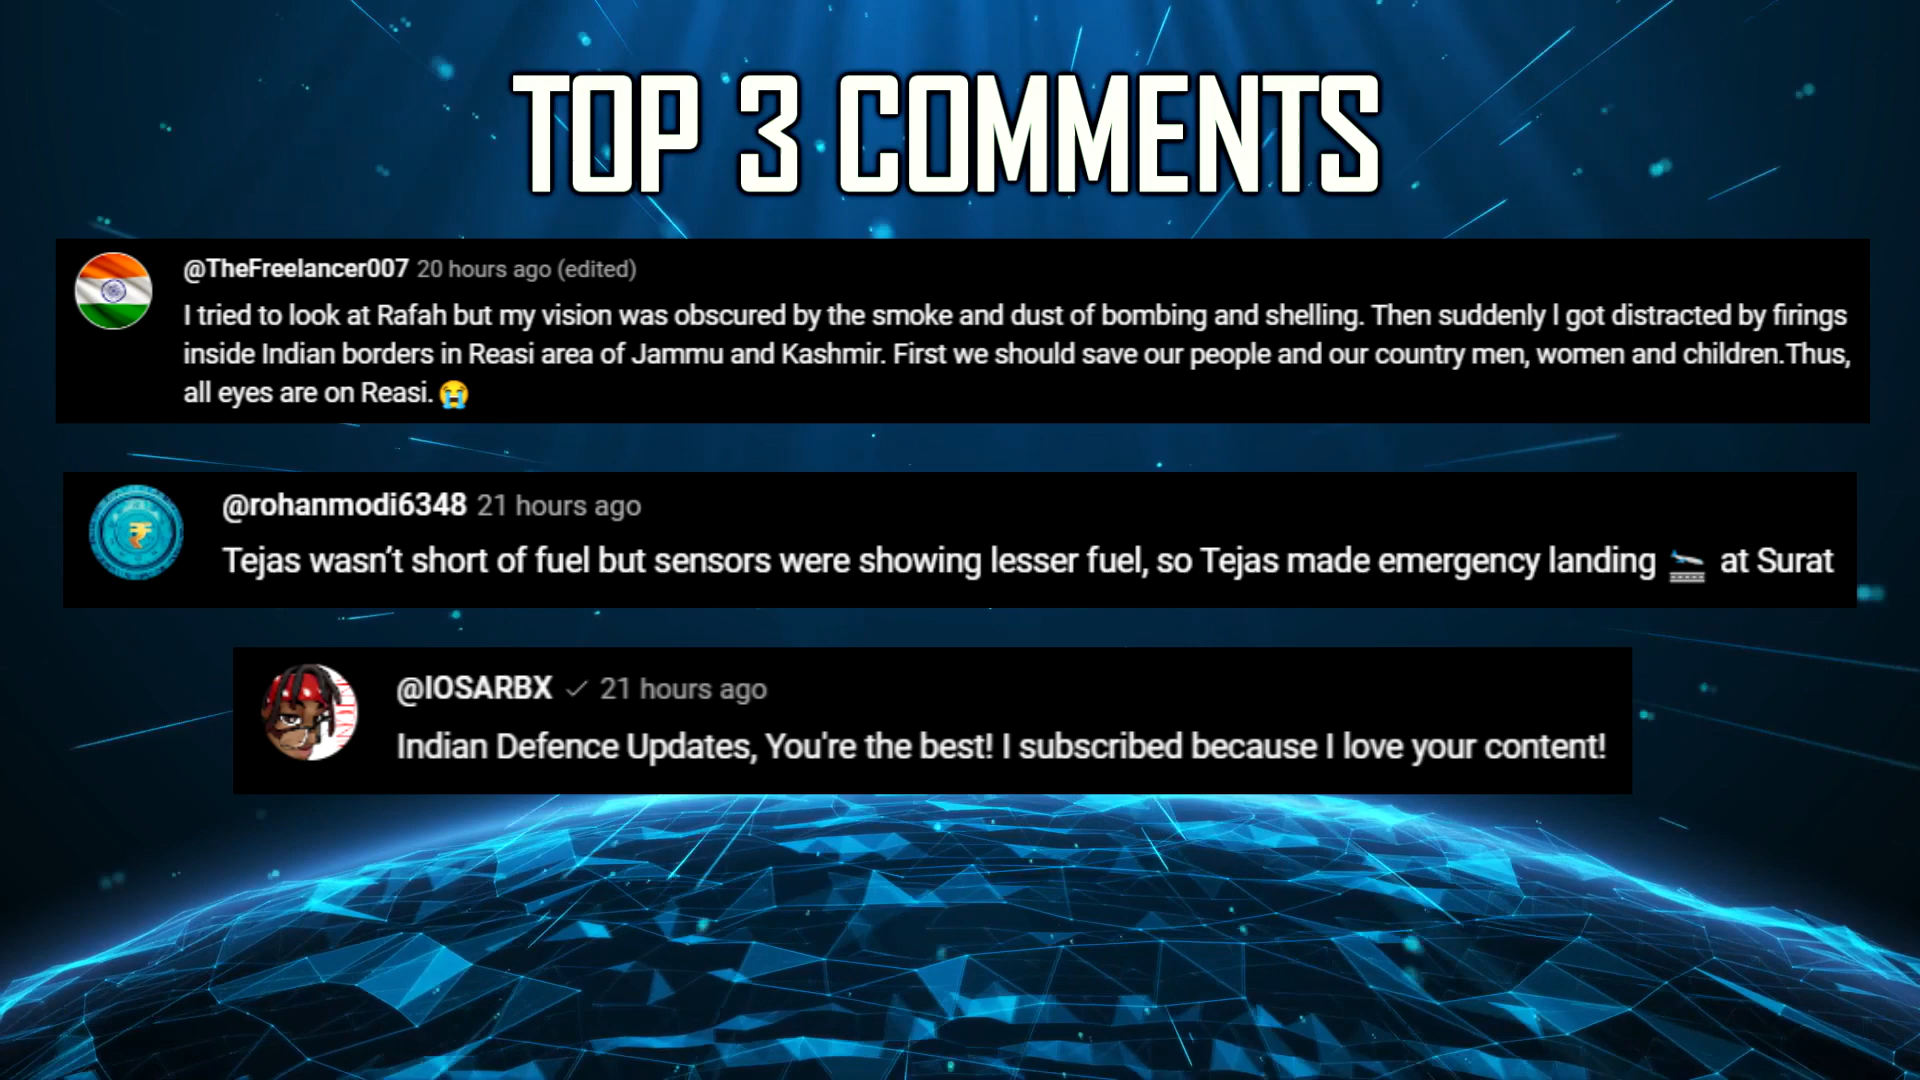 TOP 3 COMMENTS
@TheFreelancer007 20 hours ago (edited)
I tried to look at Rafah but my vision was obscured by the smoke and dust of bombing and shelling. Then suddenly I got distracted by firings
inside Indian borders in Reasi area of Jammu and Kashmir. First we should save our people and our country men, women and children.Thus,
all eyes are on Reasi. 😭
@rohanmodi6348 21 hours ago
Tejas wasn’t short of fuel but sensors were showing lesser fuel, so Tejas made emergency landing 🛬 at Surat
@IOSARBX ✓ 21 hours ago
Indian Defence Updates, You're the best! I subscribed because I love your content!